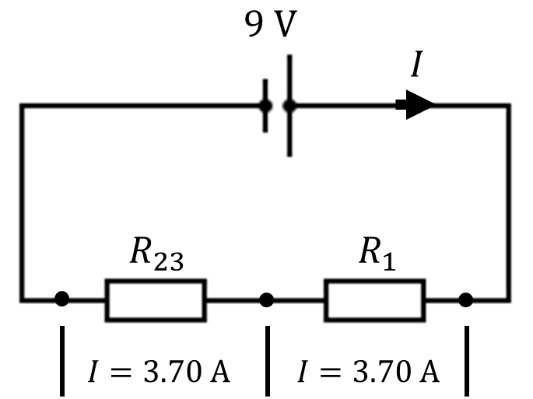 9 V
I
R₂₃
R₁
I = 3.70 A
I = 3.70 A